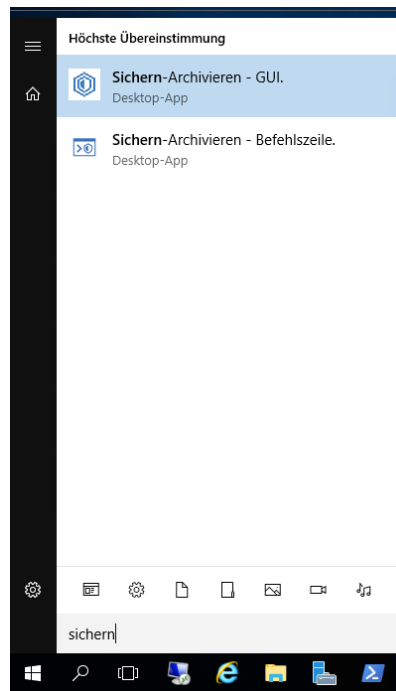 Höchste Übereinstimmung
Sichern-Archivieren - GUI.
Desktop-App
Sichern-Archivieren - Befehlszeile.
Desktop-App
sichern